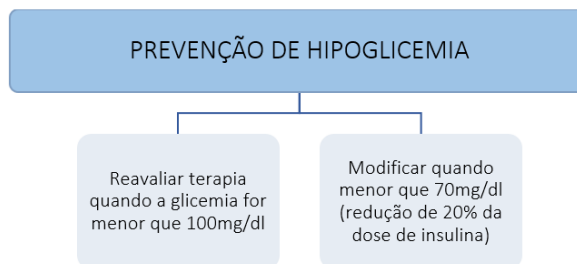 PREVENÇÃO DE HIPOGLICEMIA
Reavaliar terapia
quando a glicemia for
menor que 100mg/dl
Modificar quando
menor que 70mg/dl
(redução de 20% da
dose de insulina)